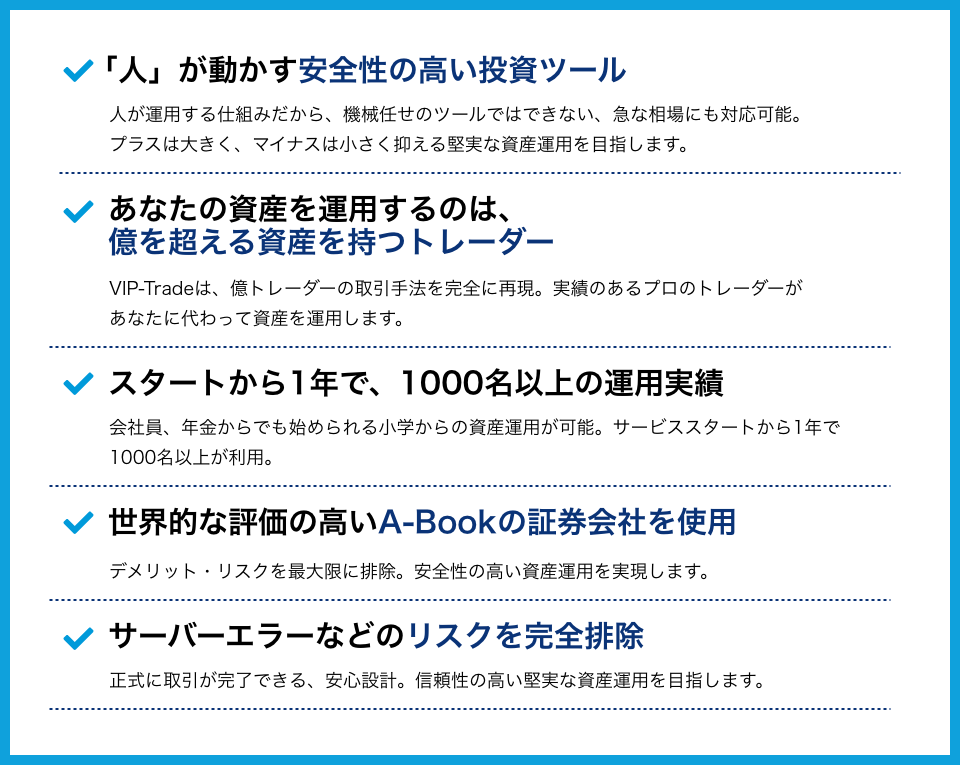 「人」が動かす安全性の高い投資ツール
人が運用する仕組みだから、機械任せのツールではできない、急な相場にも対応可能。
プラスは大きく、マイナスは小さく抑える堅実な資産運用を目指します。
あなたの資産を運用するのは、
億を超える資産を持つトレーダー
VIP-Tradeは、億トレーダーの取引手法を完全に再現。実績のあるプロのトレーダーが
あなたに代わって資産を運用します。
スタートから1年で、1000名以上の運用実績
会社員、年金からでも始められる小学からの資産運用が可能。サービススタートから1年で
1000名以上が利用。
世界的な評価の高いA-Bookの証券会社を使用
デメリット・リスクを最大限に排除。安全性の高い資産運用を実現します。
サーバーエラーなどのリスクを完全排除
正式に取引が完了できる、安心設計。信頼性の高い堅実な資産運用を目指します。